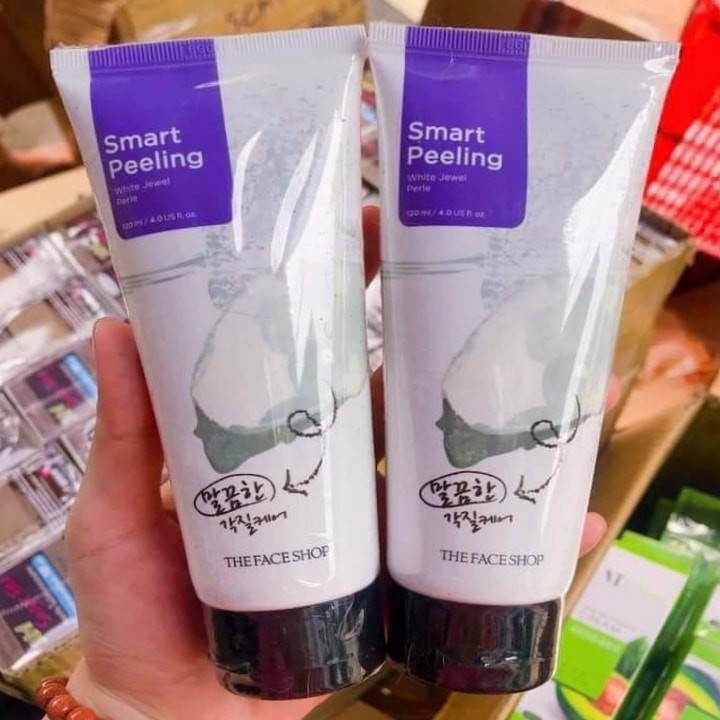 Smart
Peeling
White Jewel
Perle
120 ml / 4.0 US fl. oz.
말끔한
각질케어
THE FACE SHOP
Smart
Peeling
White Jewel
Perle
120 ml / 4.0 US fl. oz.
말끔한
각질케어
THE FACE SHOP
CREAM